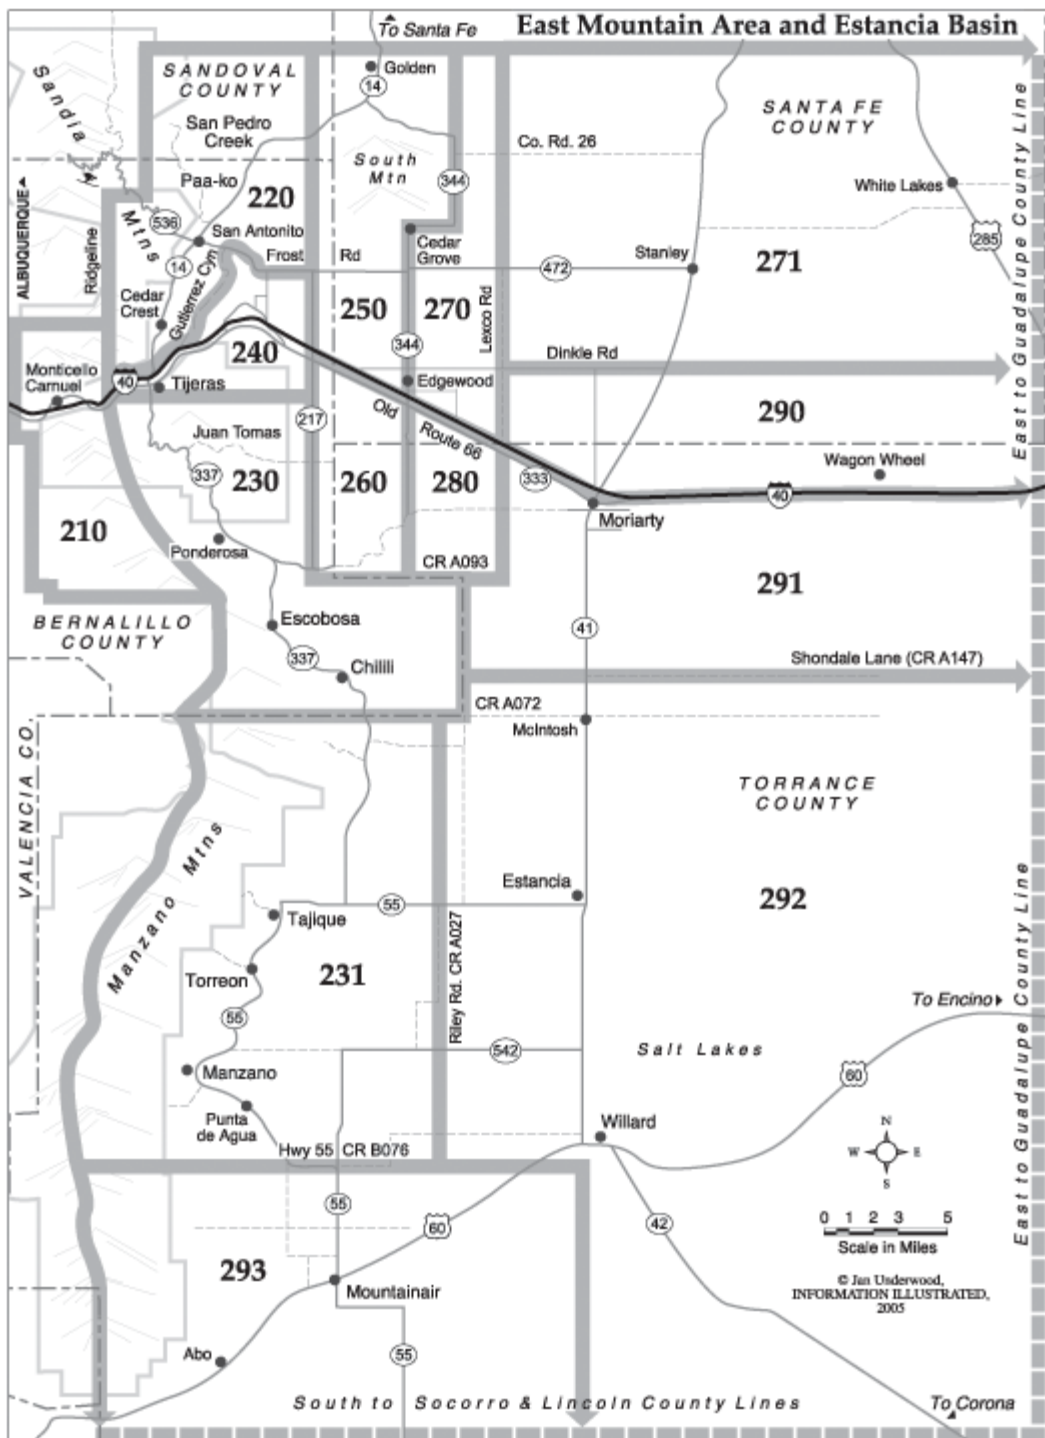 To Santa Fe
East Mountain Area and Estancia Basin
Sandia
Mtns
SANDOVAL
COUNTY
Golden
14
San Pedro
Creek
South
Mtn
Co. Rd. 26
SANTA FE
COUNTY
East to Guadalupe County Line
Paa-ko
220
344
White Lakes
ALBUQUERQUE
Ridgeline
536
San Antonito
Cedar
Grove
285
14
Gutierrez Cyn
Frost
Rd
472
Stanley
271
Cedar
Crest
250
270
Lexco Rd
240
344
Dinkle Rd
Monticello
Carnuel
40
Tijeras
Edgewood
290
217
Old
Route 66
Juan Tomas
337
230
260
280
333
Wagon Wheel
40
210
Moriarty
Ponderosa
CR A093
291
BERNALILLO
COUNTY
Escobosa
41
337
Chilili
Shondale Lane (CR A147)
CR A072
McIntosh
VALENCIA CO.
TORRANCE
COUNTY
Manzano Mtns
Estancia
292
55
Tajique
Riley Rd. CR A027
East to Guadalupe County Line
231
Torreon
To Encino
55
542
Salt Lakes
60
Manzano
Punta
de Agua
Willard
N
W
E
S
Hwy 55
CR B076
55
60
42
0 1 2 3 5
Scale in Miles
293
Mountainair
© Jan Underwood,
INFORMATION ILLUSTRATED,
2005
Abo
55
South to Socorro & Lincoln County Lines
To Corona